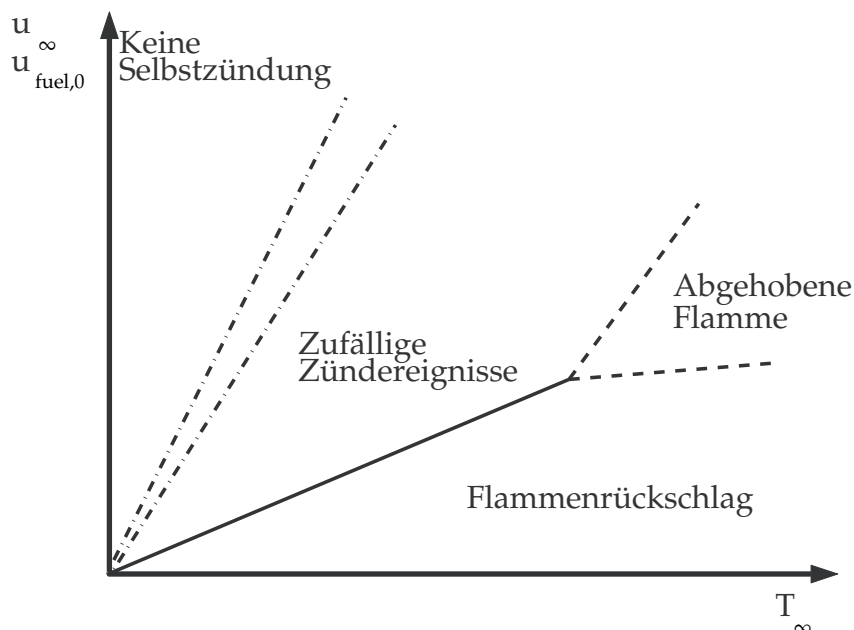 u∞
u fuel,0
Keine
Selbstzündung
Abgehobene
Flamme
Zufällige
Zündereignisse
Flammenrückschlag
T∞